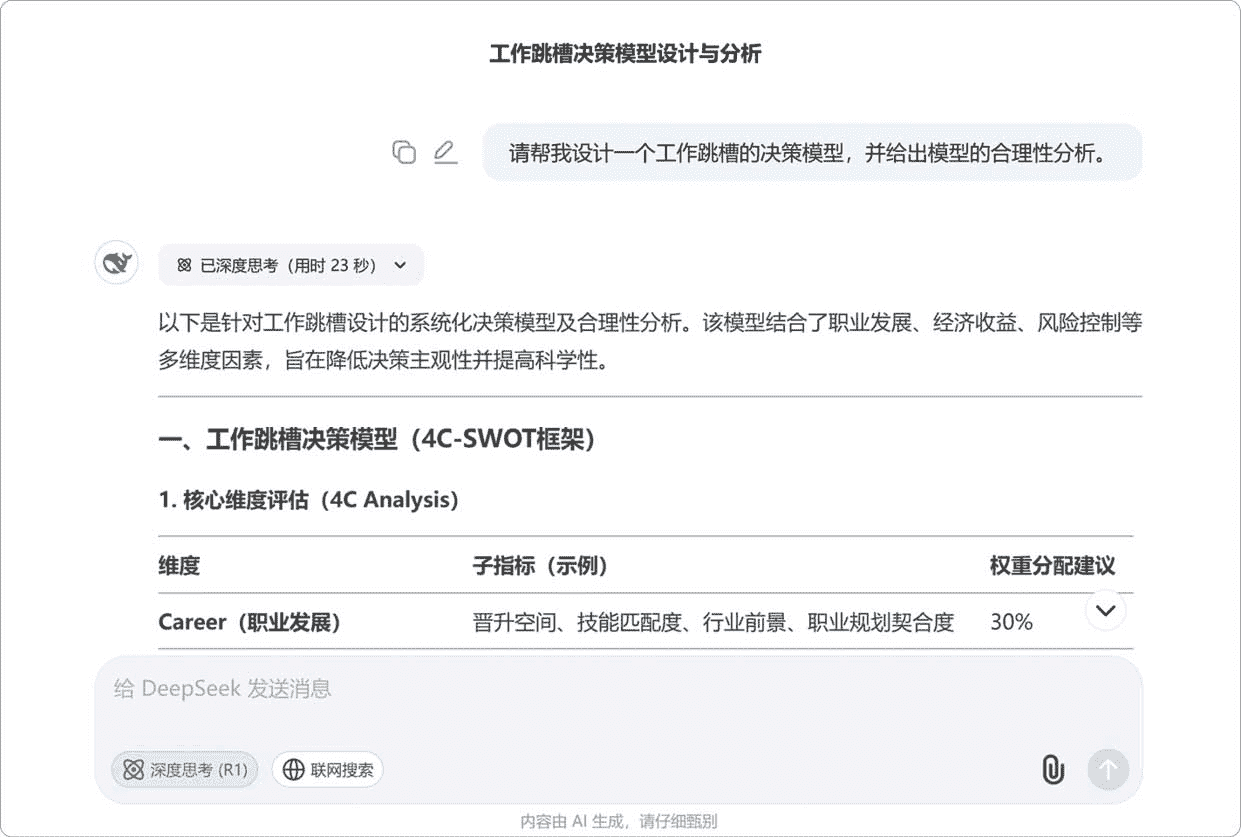 工作跳槽决策模型设计与分析
请帮我设计一个工作跳槽的决策模型，并给出模型的合理性分析。
已深度思考（用时 23 秒）
以下是针对工作跳槽设计的系统化决策模型及合理性分析。该模型结合了职业发展、经济收益、风险控制等
多维度因素，旨在降低决策主观性并提高科学性。
一、工作跳槽决策模型（4C-SWOT框架）
1. 核心维度评估（4C Analysis）
维度 子指标（示例） 权重分配建议
Career（职业发展） 晋升空间、技能匹配度、行业前景、职业规划契合度 30%
给 DeepSeek 发送消息
深度思考 (R1) 联网搜索
内容由 AI 生成，请仔细甄别